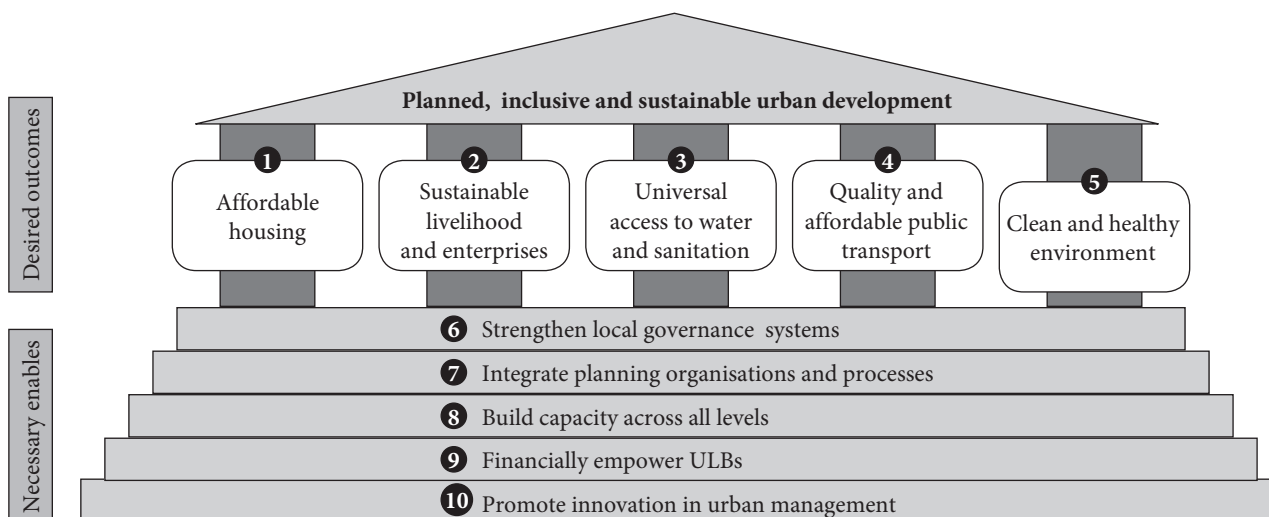 Planned, inclusive and sustainable urban development
Desired outcomes
1
Affordable
housing
2
Sustainable
livelihood
and enterprises
3
Universal
access to water
and sanitation
4
Quality and
affordable public
transport
5
Clean and healthy
environment
Necessary enables
6 Strengthen local governance systems
7 Integrate planning organisations and processes
8 Build capacity across all levels
9 Financially empower ULBs
10 Promote innovation in urban management